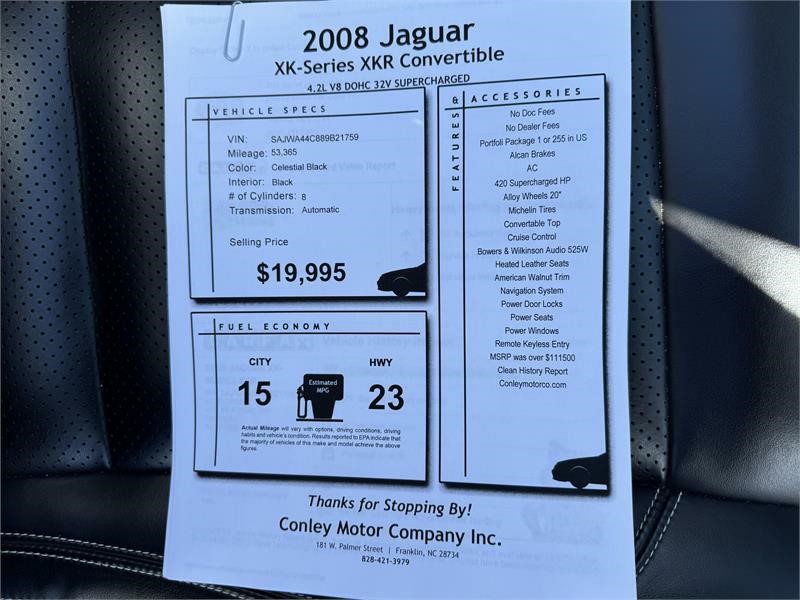 2008 Jaguar
XK-Series XKR Convertible
4.2L V8 DOHC 32V SUPERCHARGED
VEHICLE SPECS
VIN: SAJWA44C889B21759
Mileage: 53,365
Color: Celestial Black
Interior: Black
# of Cylinders: 8
Transmission: Automatic
Selling Price
$19,995
FUEL ECONOMY
CITY
HWY
15
Estimated
MPG
23
Actual Mileage will vary with options, driving conditions, driving
habits and vehicle's condition. Results reported to EPA indicate that
the majority of vehicles of this make and model achieve the above
figures.
FEATURES & ACCESSORIES
No Doc Fees
No Dealer Fees
Portfoli Package 1 or 255 in US
Alcan Brakes
AC
420 Supercharged HP
Alloy Wheels 20"
Michelin Tires
Convertable Top
Cruise Control
Bowers & Wilkinson Audio 525W
Heated Leather Seats
American Walnut Trim
Navigation System
Power Door Locks
Power Seats
Power Windows
Remote Keyless Entry
MSRP was over $111500
Clean History Report
Conleymotorco.com
Thanks for Stopping By!
Conley Motor Company Inc.
181 W. Palmer Street | Franklin, NC 28734
828-421-3979